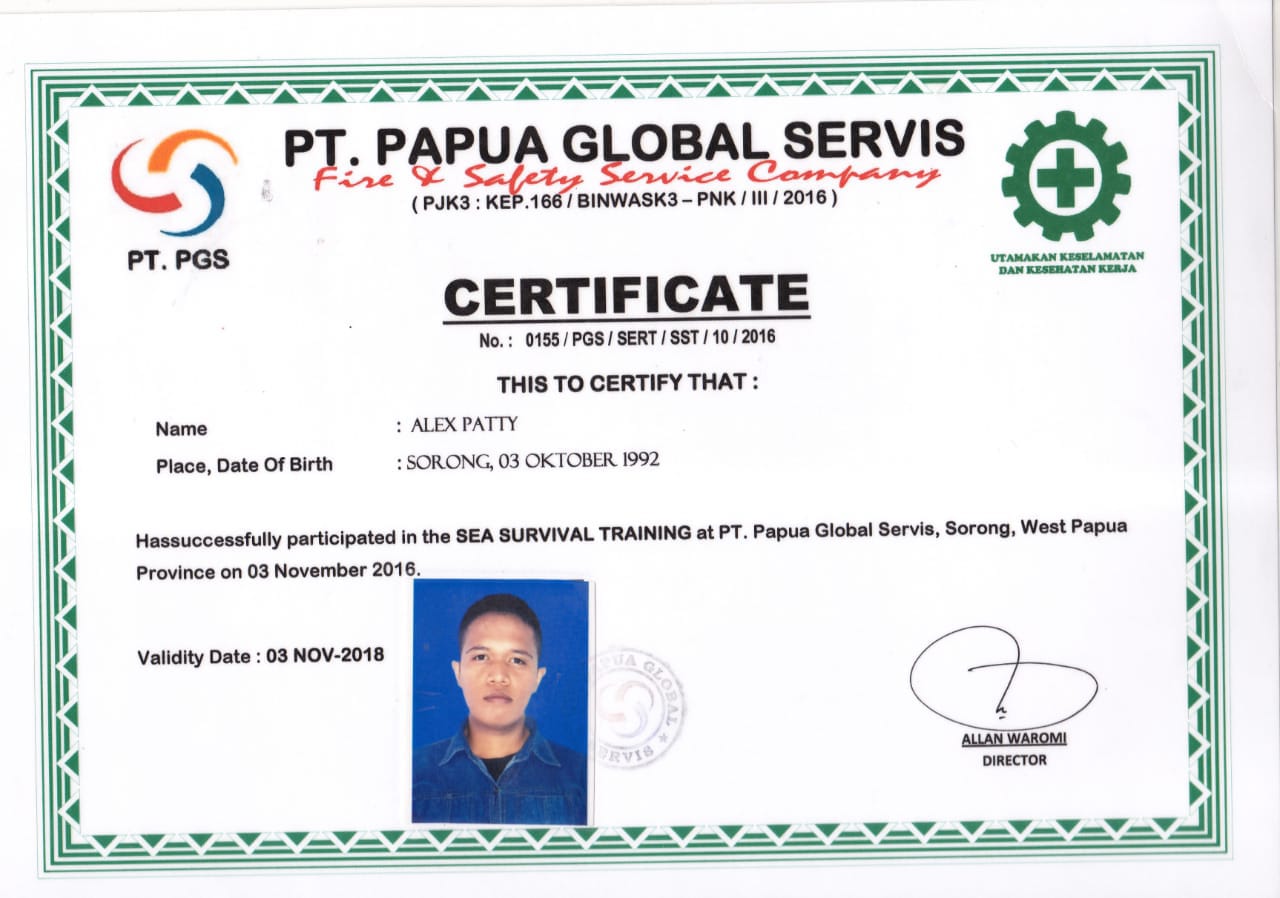 PT. PAPUA GLOBAL SERVIS
Fire & Safety Service Company
( PJK3 : KEP.166 / BINWASK3 – PNK / III / 2016 )
PT. PGS
UTAMAKAN KESELAMATAN
DAN KESEHATAN KERJA
CERTIFICATE
No. : 0155 / PGS / SERT / SST / 10 / 2016
THIS TO CERTIFY THAT :
Name : ALEX PATTY
Place, Date Of Birth : SORONG, 03 OKTOBER 1992
Hassuccessfully participated in the SEA SURVIVAL TRAINING at PT. Papua Global Servis, Sorong, West Papua
Province on 03 November 2016.
Validity Date : 03 NOV-2018
PUA GLOBAL
ERVIS
ALLAN WAROMI
DIRECTOR